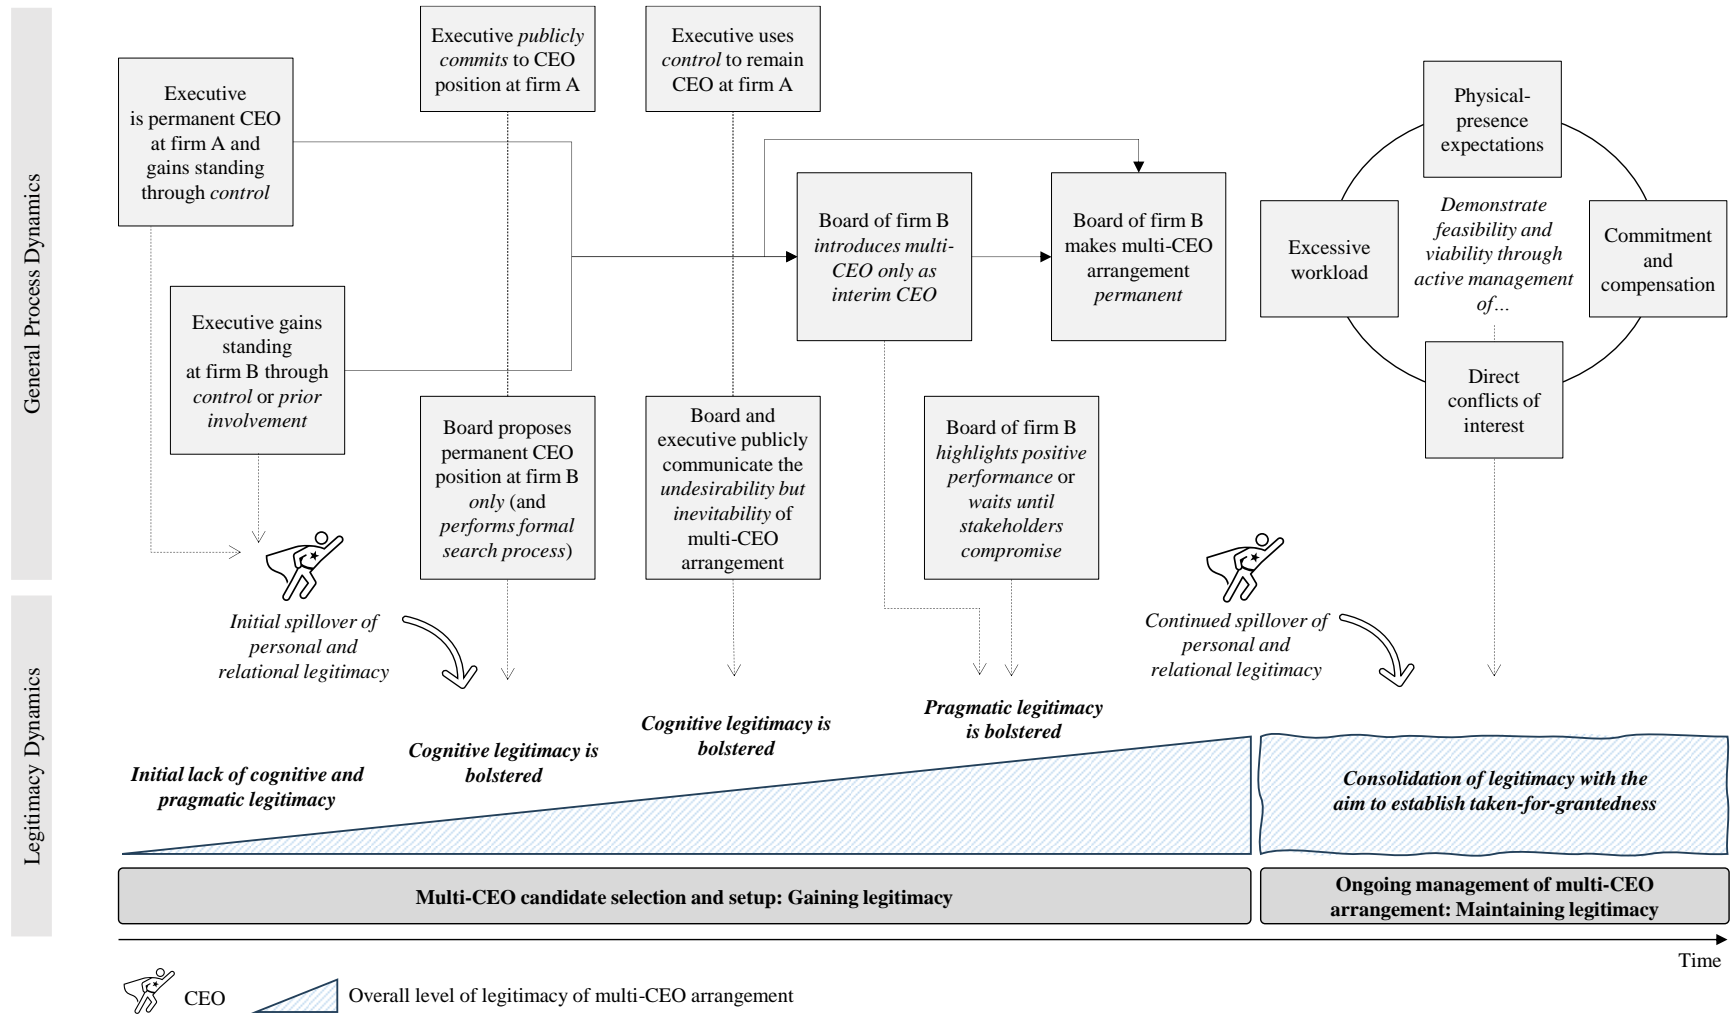 General Process Dynamics
Legitimacy Dynamics
Executive
is permanent CEO
at firm A and
gains standing
through control
Executive gains
standing
at firm B through
control or prior
involvement
Executive publicly
commits to CEO
position at firm A
Board proposes
permanent CEO
position at firm B
only (and
performs formal
search process)
Executive uses
control to remain
CEO at firm A
Board and
executive publicly
communicate the
undesirability but
inevitability of
multi-CEO
arrangement
Board of firm B
introduces multi-
CEO only as
interim CEO
Board of firm B
highlights positive
performance or
waits until
stakeholders
compromise
Board of firm B
makes multi-CEO
arrangement
permanent
Physical-
presence
expectations
Excessive
workload
Demonstrate
feasibility and
viability through
active management
of…
Commitment
and
compensation
Direct
conflicts of
interest
Initial spillover of
personal and
relational legitimacy
Continued spillover of
personal and
relational legitimacy
Initial lack of cognitive and
pragmatic legitimacy
Cognitive legitimacy is
bolstered
Cognitive legitimacy is
bolstered
Pragmatic legitimacy
is bolstered
Consolidation of legitimacy with the
aim to establish taken-for-grantedness
Multi-CEO candidate selection and setup: Gaining legitimacy
Ongoing management of multi-CEO
arrangement: Maintaining legitimacy
Time
CEO
Overall level of legitimacy of multi-CEO arrangement